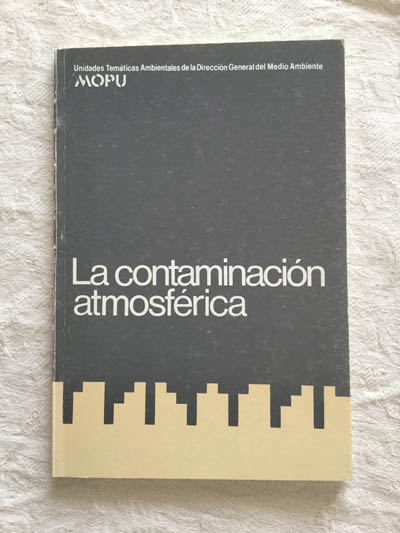 Unidades Temáticas Ambientales de la Dirección General del Medio Ambiente
MOPU
La contaminación
atmosférica